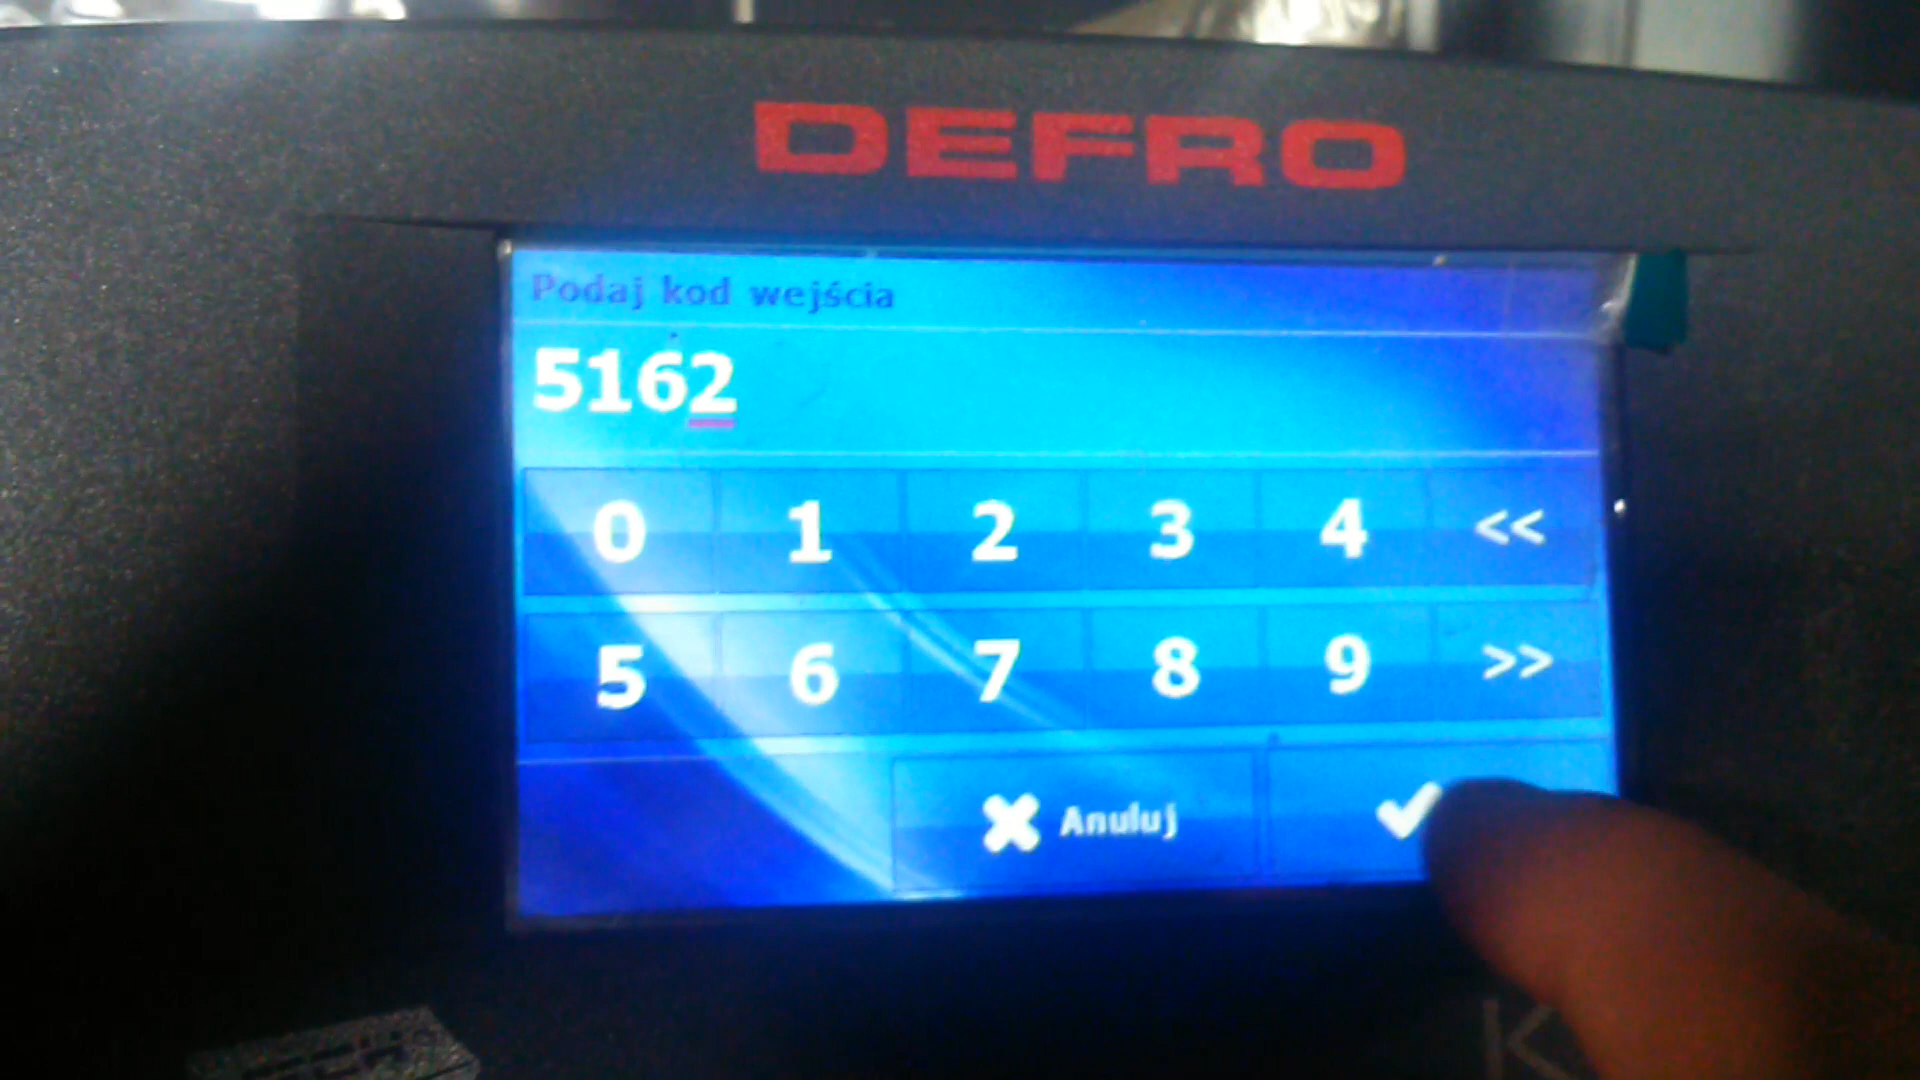 DEFRO
Podaj kod wejścia
5162
0 1 2 3 4 <<
5 6 7 8 9 >>
Anuluj